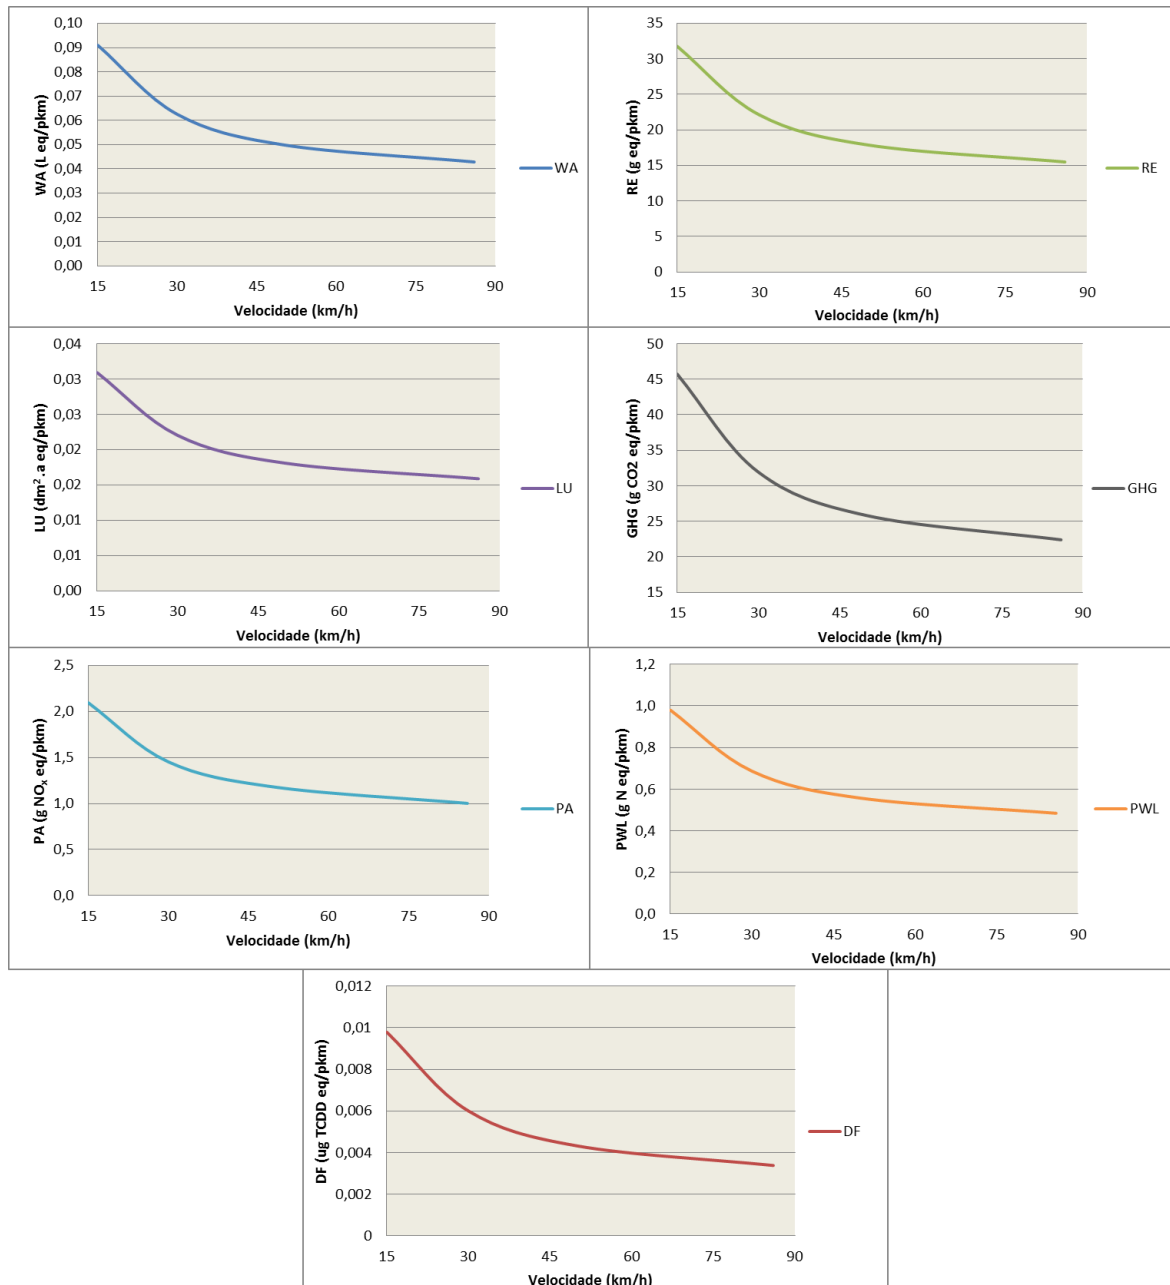 WA (L eq/pkm)
0,10
0,09
0,08
0,07
0,06
0,05
0,04
0,03
0,02
0,01
0,00
15 30 45 60 75 90
Velocidade (km/h)
WA
RE (g eq/pkm)
35
30
25
20
15
10
5
0
15 30 45 60 75 90
Velocidade (km/h)
RE
LU (dm².a eq/pkm)
0,04
0,03
0,03
0,02
0,02
0,01
0,01
0,00
15 30 45 60 75 90
Velocidade (km/h)
LU
GHG (g CO2 eq/pkm)
50
45
40
35
30
25
20
15
15 30 45 60 75 90
Velocidade (km/h)
GHG
PA (g NOₓ eq/pkm)
2,5
2,0
1,5
1,0
0,5
0,0
15 30 45 60 75 90
Velocidade (km/h)
PA
PWL (g N eq/pkm)
1,2
1,0
0,8
0,6
0,4
0,2
0,0
15 30 45 60 75 90
Velocidade (km/h)
PWL
DF (ug TCDD eq/pkm)
0,012
0,01
0,008
0,006
0,004
0,002
0
15 30 45 60 75 90
Velocidade (km/h)
DF